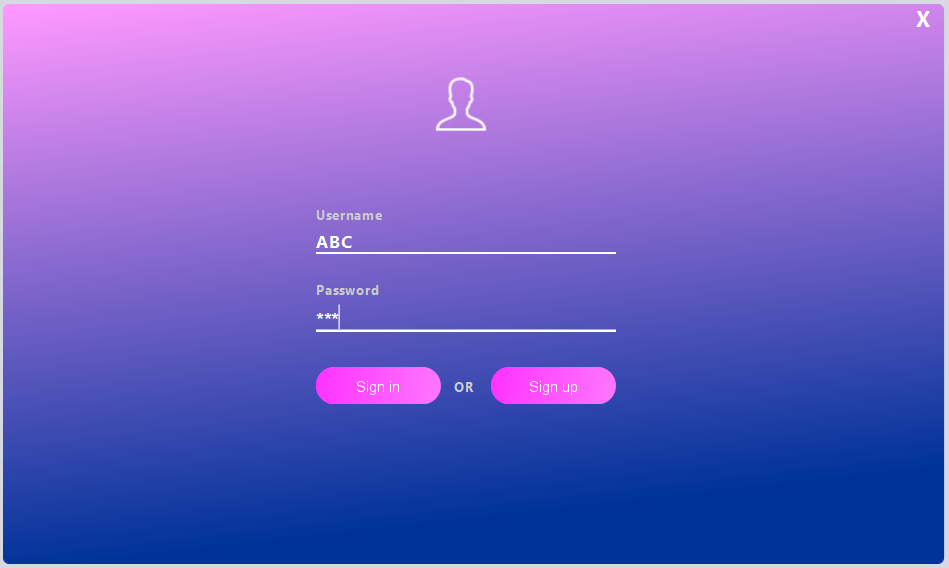 X
Username
ABC
Password
***
Sign in OR Sign up